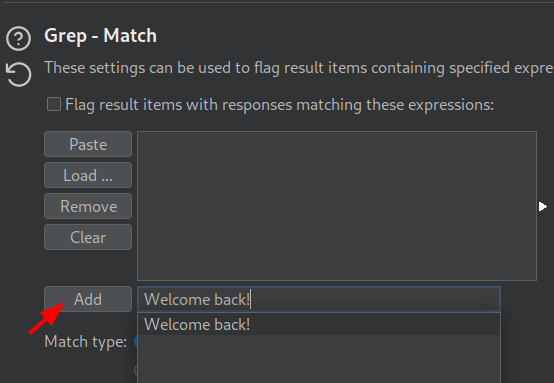 Grep - Match
These settings can be used to flag result items containing specified expre
Flag result items with responses matching these expressions:
Paste
Load ...
Remove
Clear
Add
Welcome back!
Welcome back!
Match type: